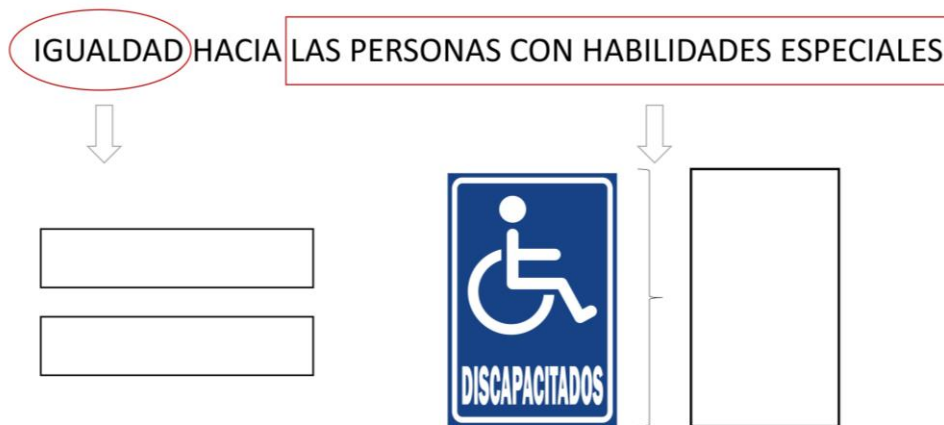 IGUALDAD HACIA LAS PERSONAS CON HABILIDADES ESPECIALES
DISCAPACITADOS